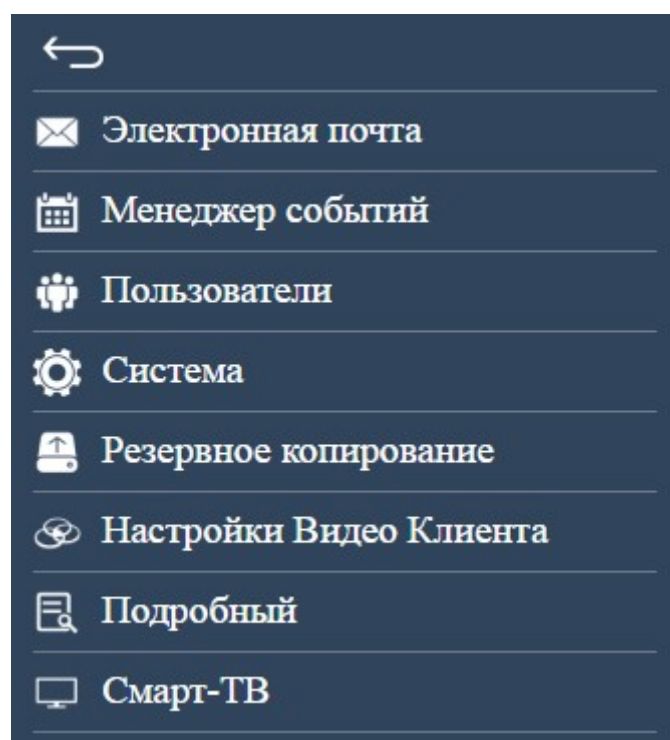 Электронная почта
Менеджер событий
Пользователи
Система
Резервное копирование
Настройки Видео Клиента
Подробный
Смарт-ТВ